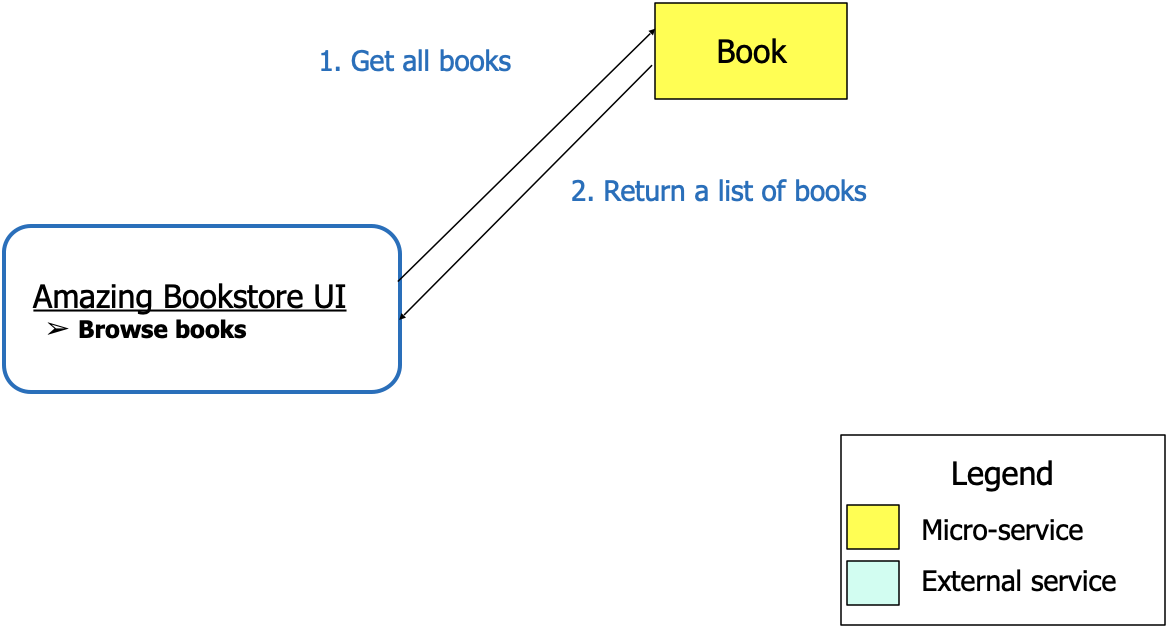 1. Get all books
Book
2. Return a list of books
Amazing Bookstore UI
➢ Browse books
Legend
Micro-service
External service